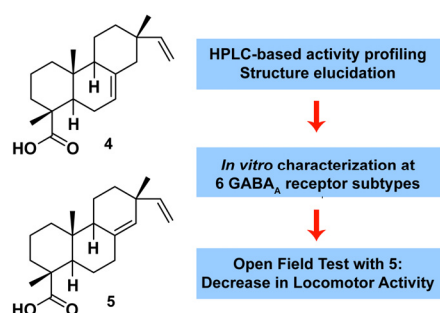 H
H
HO
O
4
H
H
HO
O
5
HPLC-based activity profiling
Structure elucidation
In vitro characterization at
6 GABAA receptor subtypes
Open Field Test with 5:
Decrease in Locomotor Activity